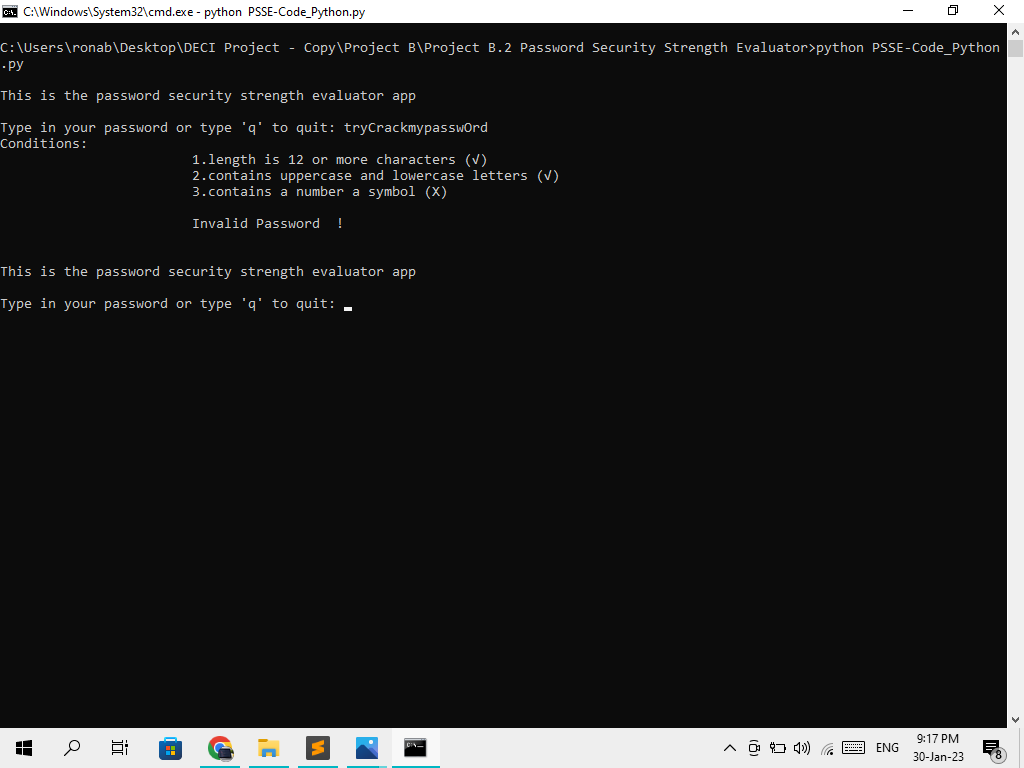 C:\Windows\System32\cmd.exe - python  PSSE-Code_Python.py
C:\Users\ronab\Desktop\DECI Project - Copy\Project B\Project B.2 Password Security Strength Evaluator>python PSSE-Code_Python
.py
This is the password security strength evaluator app
Type in your password or type 'q' to quit: tryCrackmypasswOrd
Conditions:
1.length is 12 or more characters (√)
2.contains uppercase and lowercase letters (√)
3.contains a number a symbol (X)
Invalid Password  !
This is the password security strength evaluator app
Type in your password or type 'q' to quit:
9:17 PM
ENG
30-Jan-23
8